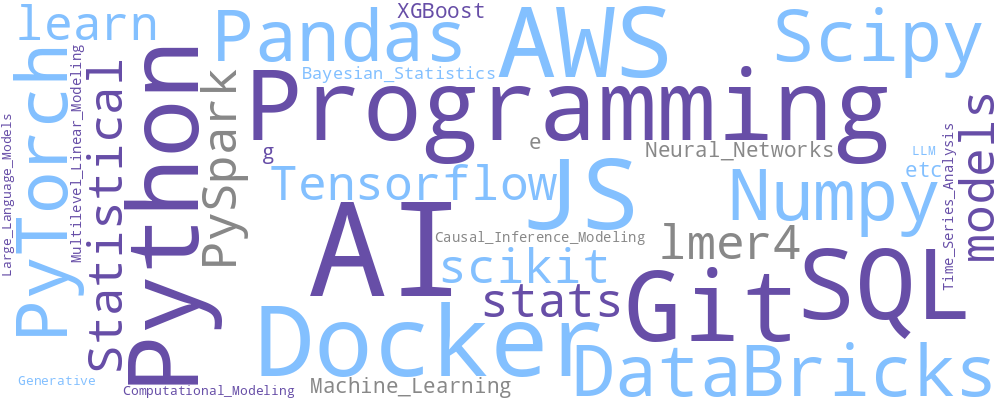 learn
Pandas
XGBoost
AWS
Scipy
Bayesian_Statistics
Programming
PyTorch
Multilevel_Linear_Modeling
statistical
Python
PySpark
Large_Language_Models
g
e
Neural_Networks
LLM
etc
Time_Series_Analysis
models
Tensorflow
JS
Numpy
AI
Causal_Inference_Modeling
lmer4
scikit
SQL
stats
Git
Docker
DataBricks
Generative
Computational_Modeling
Machine_Learning